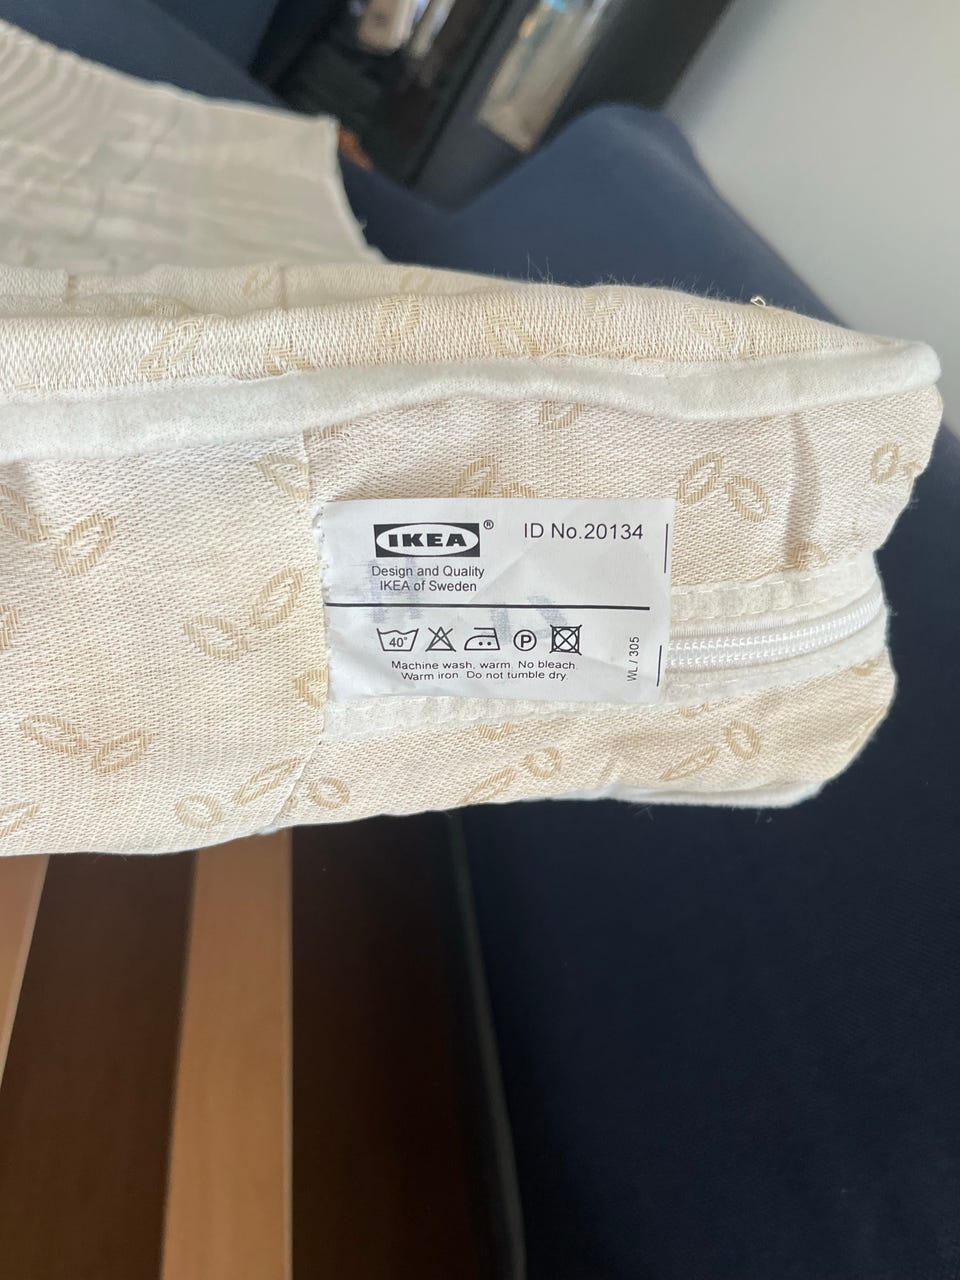 IKEA®
ID No.20134
Design and Quality
IKEA of Sweden
40° P
Machine wash, warm. No bleach.
Warm iron. Do not tumble dry.
WL / 305